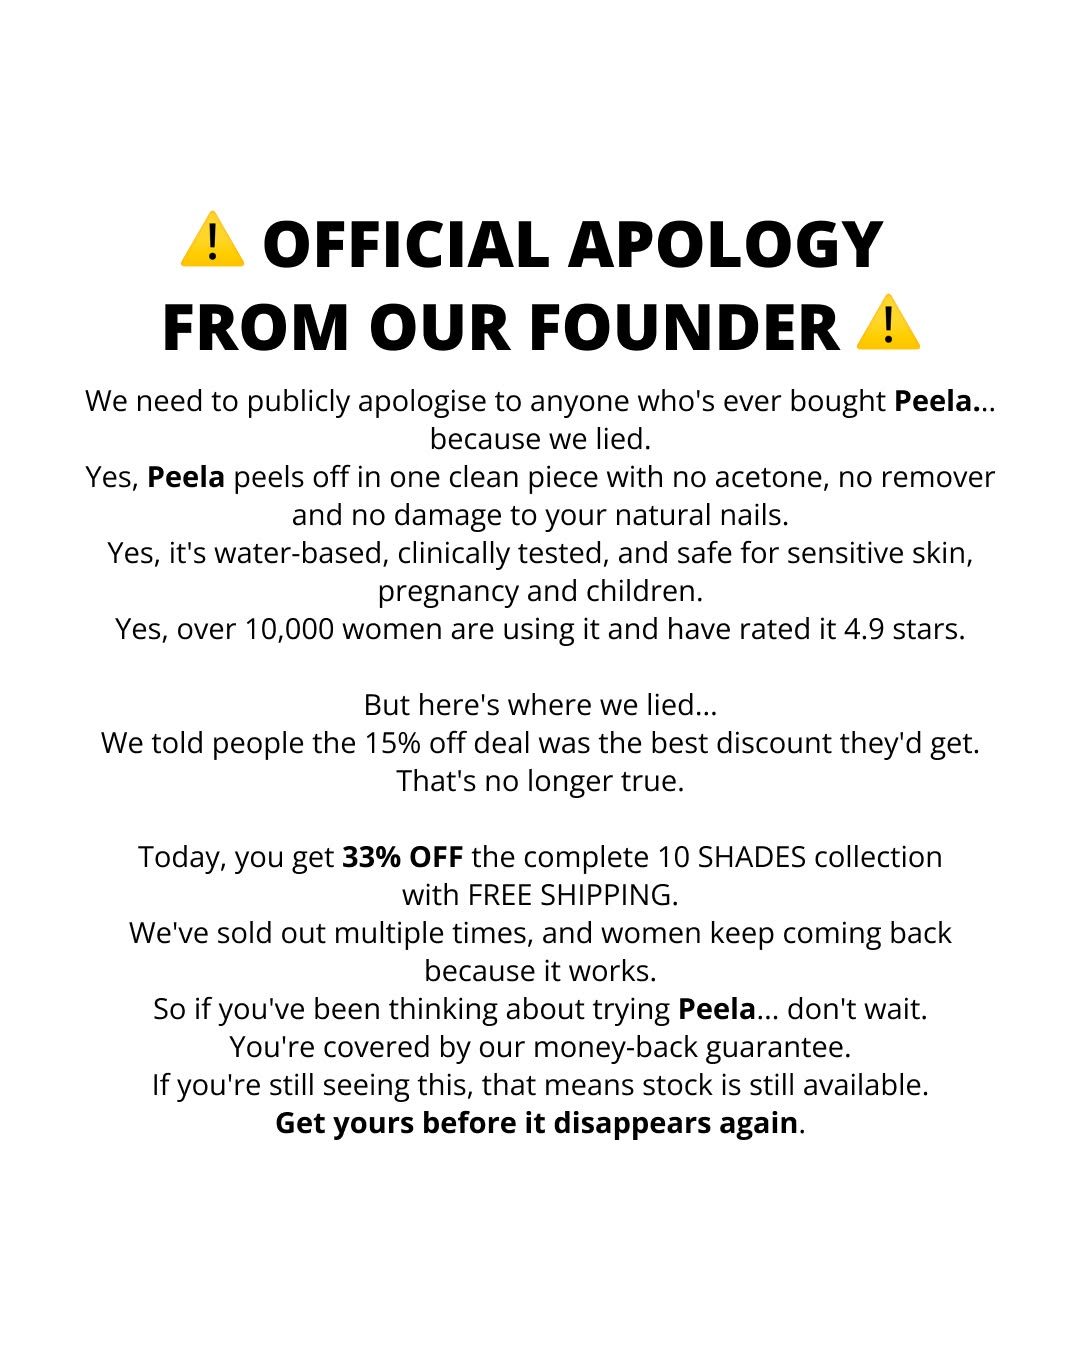 ⚠ OFFICIAL APOLOGY
FROM OUR FOUNDER ⚠
We need to publicly apologise to anyone who's ever bought Peela...
because we lied.
Yes, Peela peels off in one clean piece with no acetone, no remover
and no damage to your natural nails.
Yes, it's water-based, clinically tested, and safe for sensitive skin,
pregnancy and children.
Yes, over 10,000 women are using it and have rated it 4.9 stars.
But here's where we lied...
We told people the 15% off deal was the best discount they'd get.
That's no longer true.
Today, you get 33% OFF the complete 10 SHADES collection
with FREE SHIPPING.
We've sold out multiple times, and women keep coming back
because it works.
So if you've been thinking about trying Peela... don't wait.
You're covered by our money-back guarantee.
If you're still seeing this, that means stock is still available.
Get yours before it disappears again.